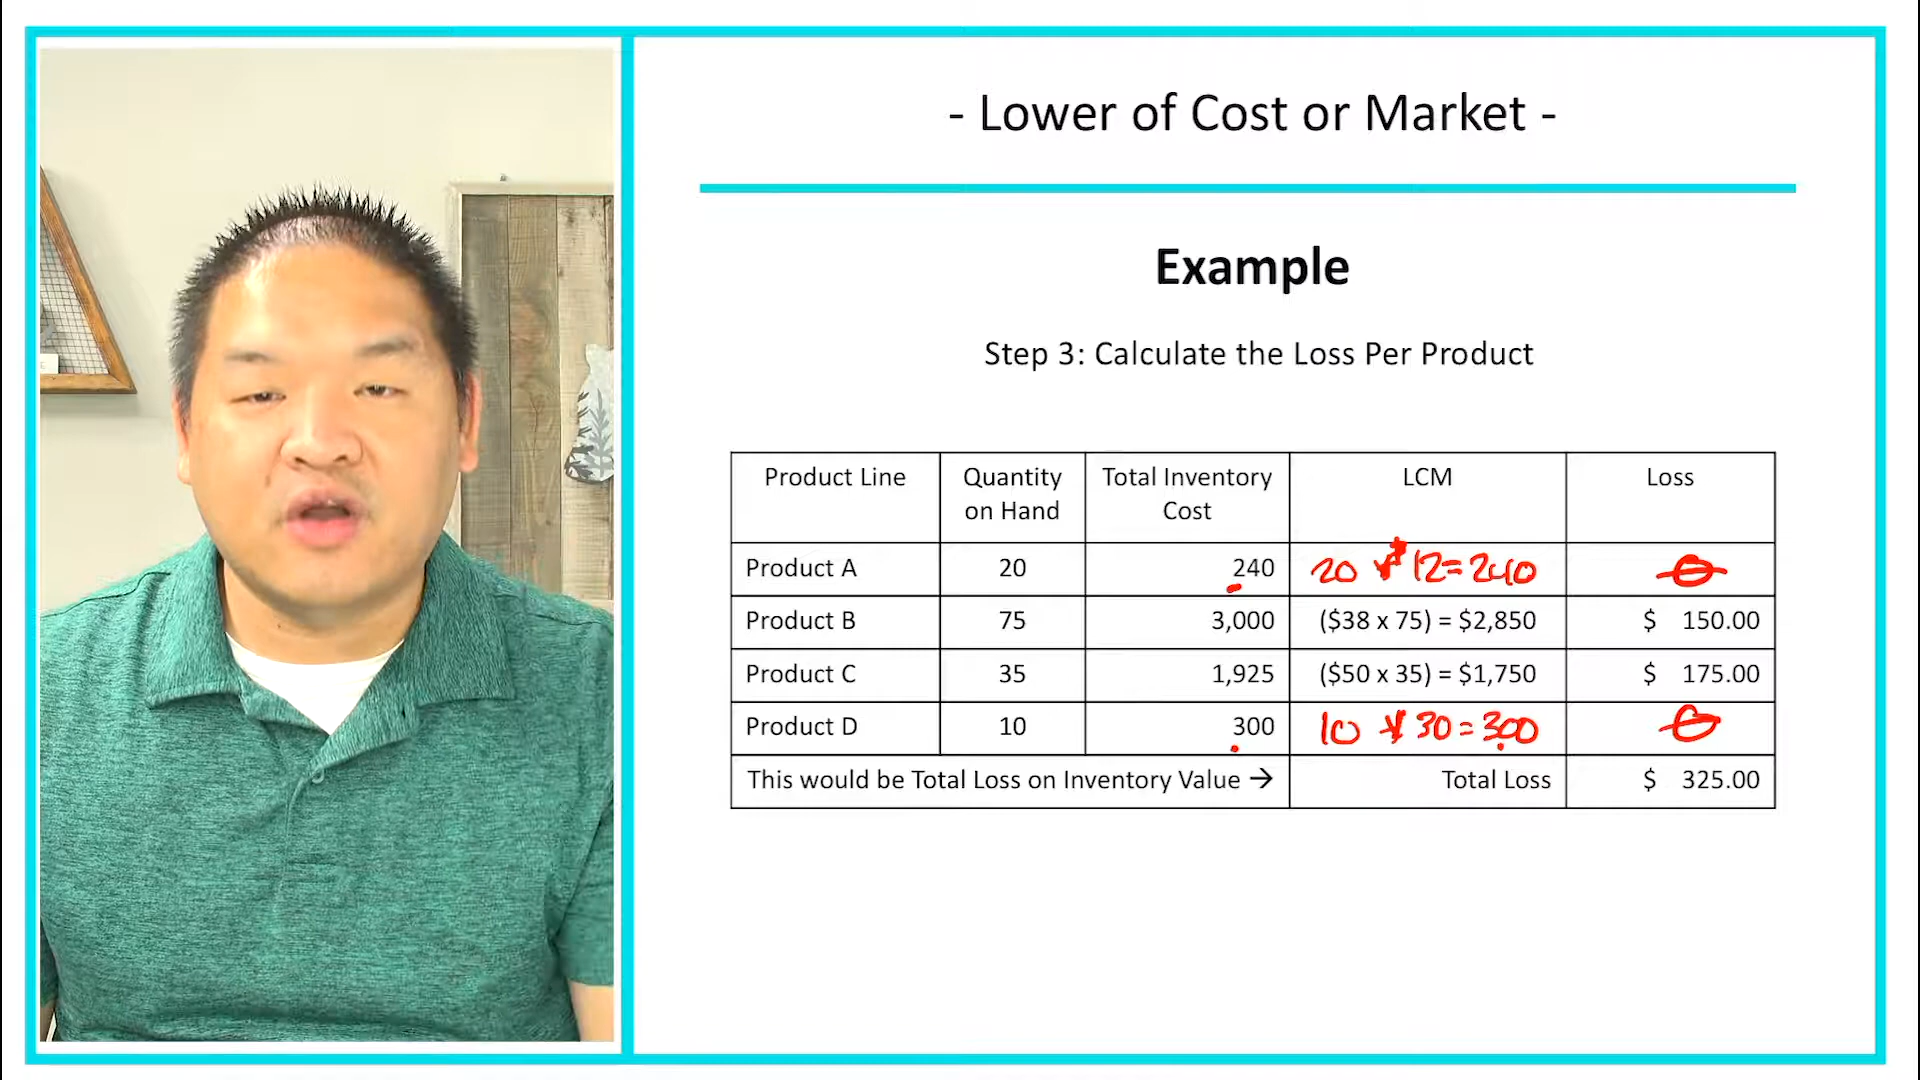 - Lower of Cost or Market -
Example
Step 3: Calculate the Loss Per Product
Product Line Quantity on Hand Total Inventory Cost LCM Loss
Product A 20 240 20 * $12=240 0
Product B 75 3,000 ($38 x 75) = $2,850 $ 150.00
Product C 35 1,925 ($50 x 35) = $1,750 $ 175.00
Product D 10 300 10 * 30=300 0
This would be Total Loss on Inventory Value → Total Loss $ 325.00